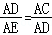 AD/AE = AC/AD